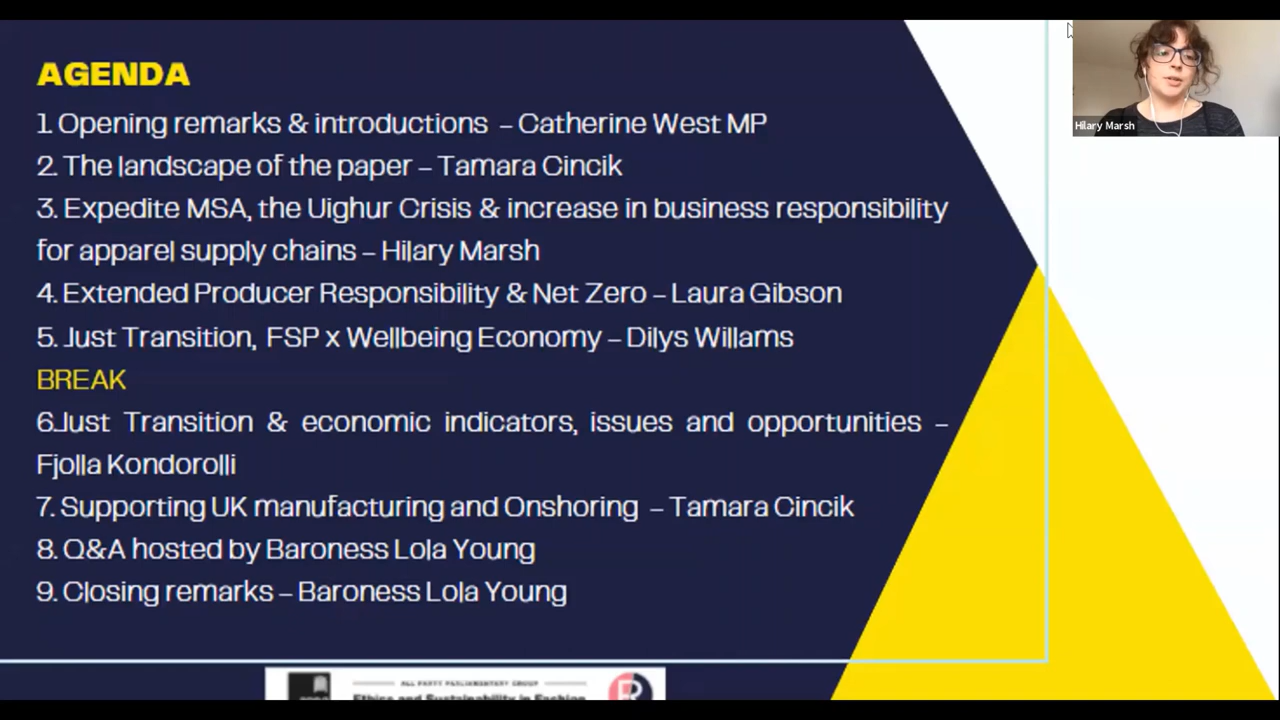 AGENDA
1. Opening remarks & introductions – Catherine West MP
2. The landscape of the paper – Tamara Cincik
3. Expedite MSA, the Uighur Crisis & increase in business responsibility
for apparel supply chains – Hilary Marsh
4. Extended Producer Responsibility & Net Zero – Laura Gibson
5. Just Transition, FSP x Wellbeing Economy – Dilys Willams
BREAK
6.Just Transition & economic indicators, issues and opportunities –
Fjolla Kondorolli
7. Supporting UK manufacturing and Onshoring – Tamara Cincik
8. Q&A hosted by Baroness Lola Young
9. Closing remarks – Baroness Lola Young
Hilary Marsh
ALL PARTY PARLIAMENTARY GROUP
Ethics and Sustainability in Fashion